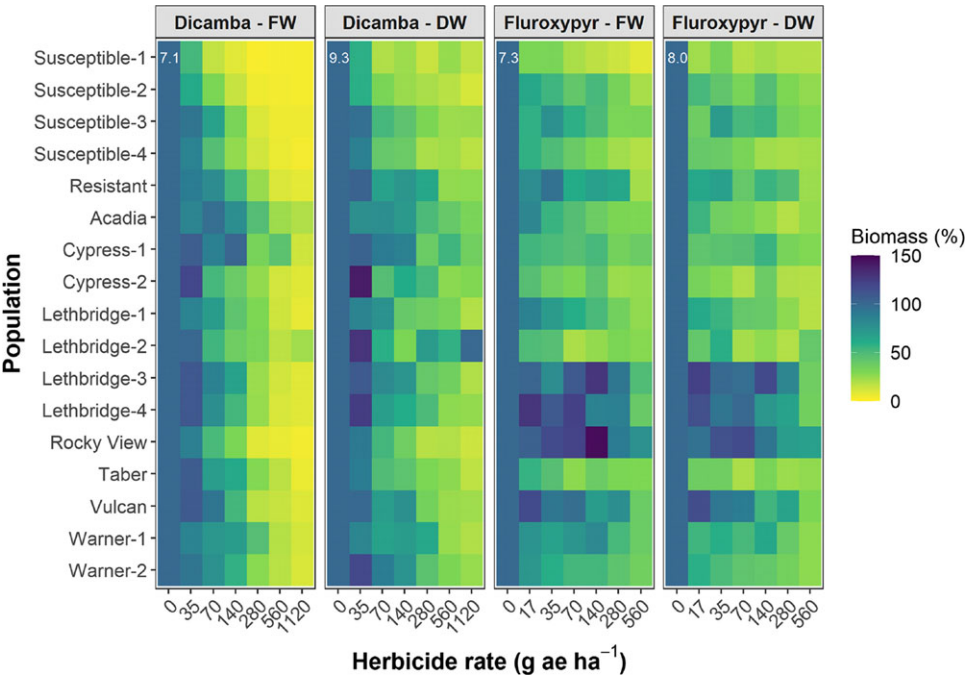 Dicamba - FW Dicamba - DW Fluroxypyr - FW Fluroxypyr - DW
Susceptible-1 7.1 9.3 7.3 8.0
Susceptible-2
Susceptible-3
Susceptible-4
Resistant
Acadia
Cypress-1
Cypress-2
Lethbridge-1
Lethbridge-2
Lethbridge-3
Lethbridge-4
Rocky View
Taber
Vulcan
Warner-1
Warner-2
Population
Biomass (%)
150
100
50
0
0 35 70 140 280 560 1120 0 35 70 140 280 560 1120 0 17 35 70 140 280 560 0 17 35 70 140 280 560
Herbicide rate (g ae ha⁻¹)